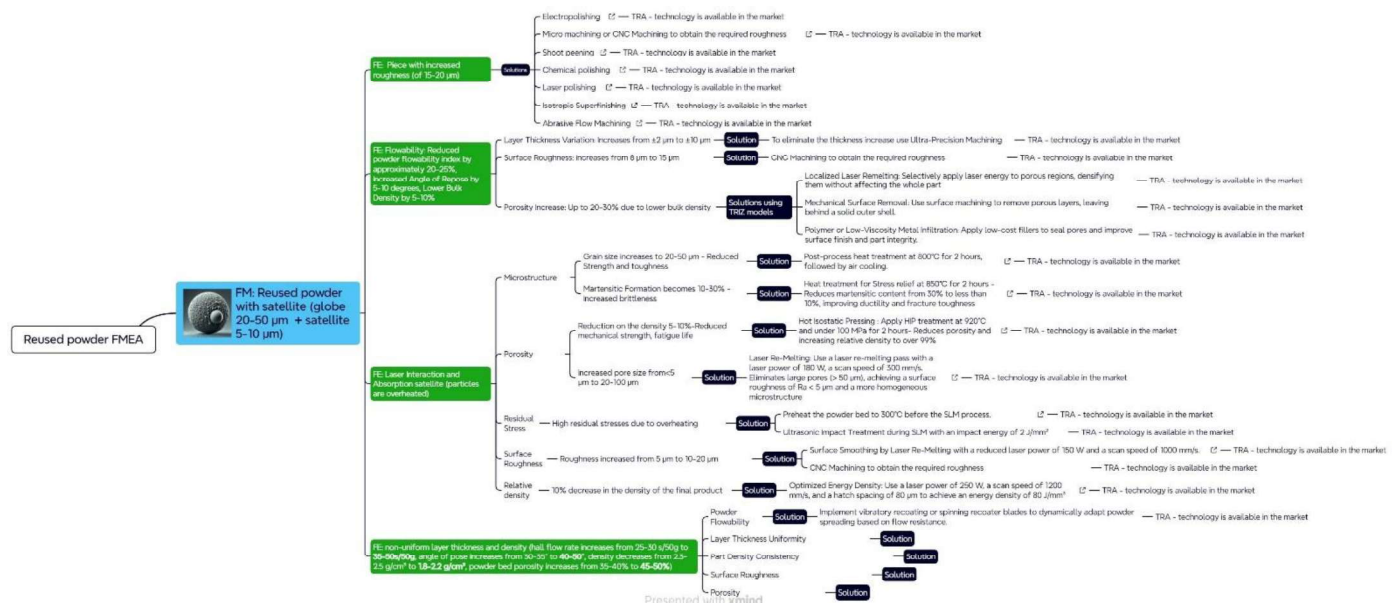 Reused powder FMEA
FM: Reused powder
with satellite (globe
20-50 µm + satellite
5-10 µm)
FE: Piece with increased
roughness (of 15-20 µm)
Solutions
Electropolishing — TRA - technology is available in the market
Micro machining or CNC Machining to obtain the required roughness — TRA - technology is available in the market
Shoot peening — TRA - technology is available in the market
Chemical polishing — TRA - technology is available in the market
Laser polishing — TRA - technology is available in the market
Isotropic Superfinishing — TRA - technology is available in the market
Abrasive Flow Machining — TRA - technology is available in the market
FE: Flowability: Reduced
powder flowability index by
approximately 20-25%,
Increased Angle of Repose by
5-10 degrees, Lower Bulk
Density by 5-10%
Layer Thickness Variation: Increases from ±2 µm to ±10 µm
Solution
To eliminate the thickness increase use Ultra-Precision Machining — TRA - technology is available in the market
Surface Roughness: increases from 8 µm to 15 µm
Solution
CNC Machining to obtain the required roughness — TRA - technology is available in the market
Porosity Increase: Up to 20-30% due to lower bulk density
Solutions using
TRIZ models
Localized Laser Remelting: Selectively apply laser energy to porous regions, densifying
them without affecting the whole part
TRA - technology is available in the market
Mechanical Surface Removal: Use surface machining to remove porous layers, leaving
behind a solid outer shell.
TRA - technology is available in the market
Polymer or Low-Viscosity Metal Infiltration: Apply low-cost fillers to seal pores and improve
surface finish and part integrity.
TRA - technology is available in the market
FE: Laser Interaction and
Absorption satellite (particles
are overheated)
Microstructure
Grain size increases to 20-50 µm - Reduced
Strength and toughness
Solution
Post-process heat treatment at 800°C for 2 hours,
followed by air cooling.
TRA - technology is available in the market
Martensitic Formation becomes 10-30% -
increased brittleness
Solution
Heat treatment for Stress relief at 850°C for 2 hours -
Reduces martensitic content from 30% to less than
10%, improving ductility and fracture toughness
TRA - technology is available in the market
Porosity
Reduction on the density 5-10%-Reduced
mechanical strength, fatigue life
Solution
Hot Isostatic Pressing : Apply HIP treatment at 920°C
and under 100 MPa for 2 hours- Reduces porosity and
increasing relative density to over 99%
TRA - technology is available in the market
Increased pore size from<5
µm to 20-100 µm
Solution
Laser Re-Melting: Use a laser re-melting pass with a
laser power of 180 W, a scan speed of 300 mm/s.
Eliminates large pores (> 50 µm), achieving a surface
roughness of Ra < 5 µm and a more homogeneous
microstructure
TRA - technology is available in the market
Residual
Stress
High residual stresses due to overheating
Solution
Preheat the powder bed to 300°C before the SLM process. — TRA - technology is available in the market
Ultrasonic Impact Treatment during SLM with an impact energy of 2 J/mm² — TRA - technology is available in the market
Surface
Roughness
Roughness increased from 5 µm to 10-20 µm
Solution
Surface Smoothing by Laser Re-Melting with a reduced laser power of 150 W and a scan speed of 1000 mm/s. — TRA - technology is available in the market
CNC Machining to obtain the required roughness — TRA - technology is available in the market
Relative
density
10% decrease in the density of the final product
Solution
Optimized Energy Density: Use a laser power of 250 W, a scan speed of 1200
mm/s, and a hatch spacing of 80 µm to achieve an energy density of 80 J/mm³
TRA - technology is available in the market
FE: non-uniform layer thickness and density (hall flow rate increases from 25-30 s/50g to
35-50s/50g, angle of pose increases from 30-35° to 40-50°, density decreases from
2.5 g/cm³ to 1.8-2.2 g/cm³, powder bed porosity increases from 35-40% to 45-50%)
Powder
Flowability
Solution
Implement vibratory recoating or spinning recoater blades to dynamically adapt powder
spreading based on flow resistance.
TRA - technology is available in the market
Layer Thickness Uniformity
Solution
Part Density Consistency
Solution
Surface Roughness
Solution
Porosity
Solution
Presented with xmind